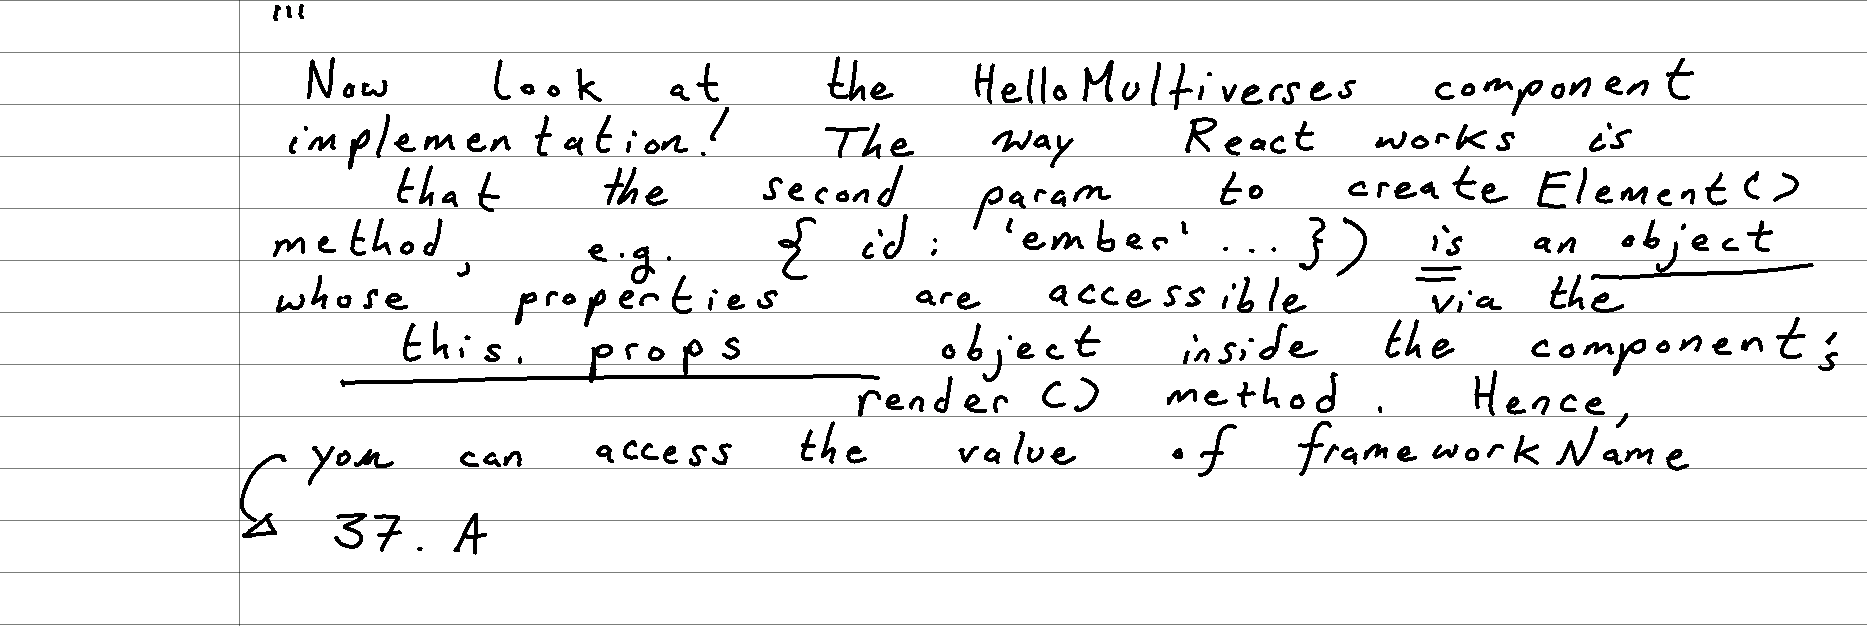 '''
Now look at the HelloMultiverses component
implementation! The way React works is
that the second param to createElement()
method, e.g. { id: 'ember' ... }) is an object
whose properties are accessible via the
this.props object inside the component's
render() method. Hence,
you can access the value of frameworkName
37. A